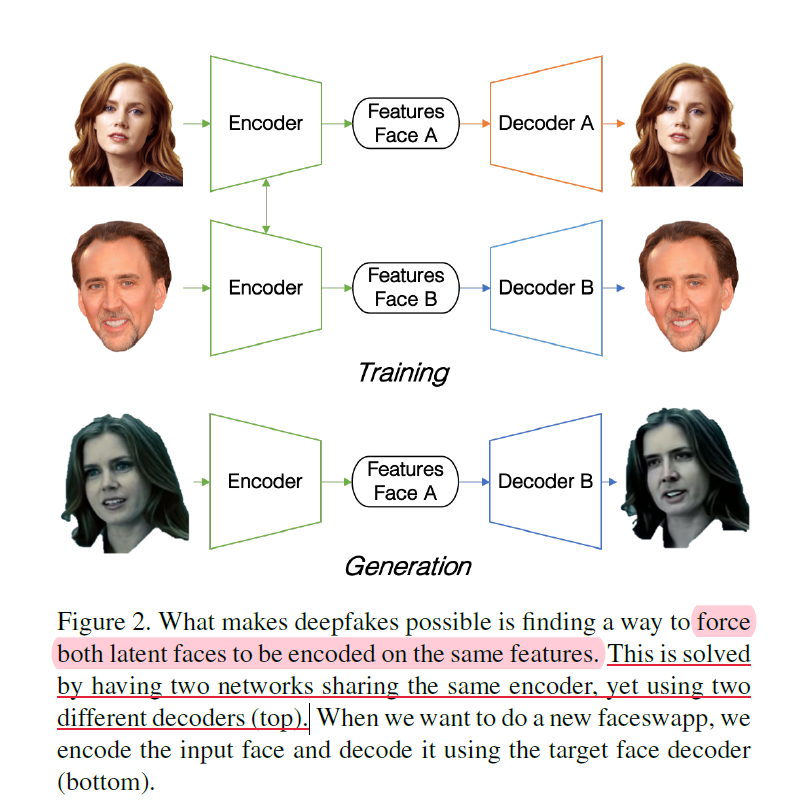 Encoder
Features
Face A
Decoder A
Encoder
Features
Face B
Decoder B
Training
Encoder
Features
Face A
Decoder B
Generation
Figure 2. What makes deepfakes possible is finding a way to force
both latent faces to be encoded on the same features. This is solved
by having two networks sharing the same encoder, yet using two
different decoders (top). When we want to do a new faceswapp, we
encode the input face and decode it using the target face decoder
(bottom).